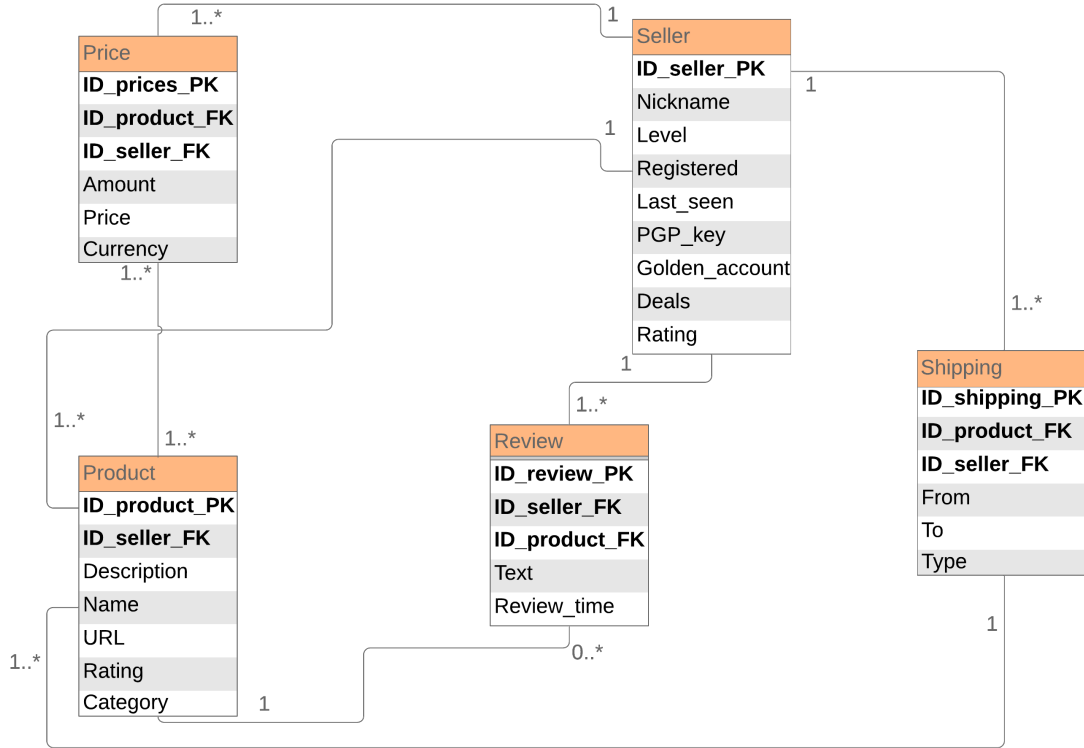 1..*
1
Price
ID_prices_PK
ID_product_FK
ID_seller_FK
Amount
Price
Currency
1..*
Seller
ID_seller_PK
Nickname
Level
Registered
Last_seen
PGP_key
Golden_account
Deals
Rating
1
1
1
1..*
1..*
1..*
1..*
Product
ID_product_PK
ID_seller_FK
Description
Name
URL
Rating
Category
Review
ID_review_PK
ID_seller_FK
ID_product_FK
Text
Review_time
Shipping
ID_shipping_PK
ID_product_FK
ID_seller_FK
From
To
Type
1
0..*
1..*
1